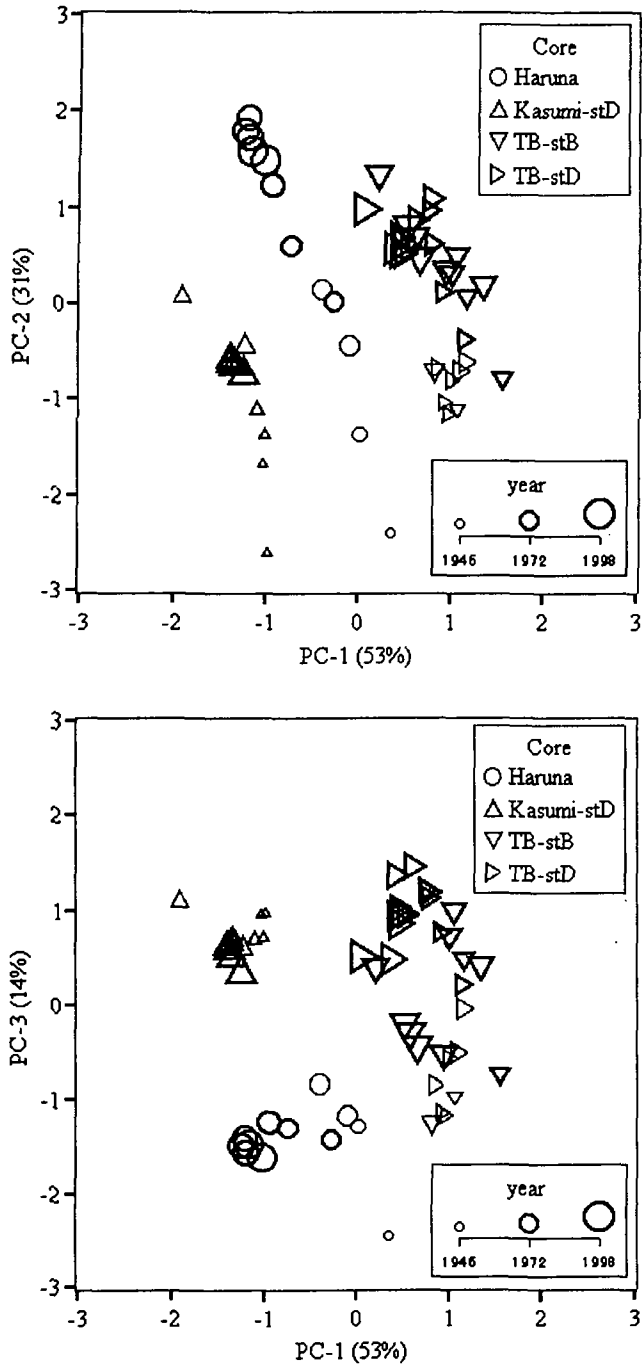 3
2
1
0
-1
-2
-3
PC-2 (31%)
Core
Haruna
Kasumi-stD
TB-stB
TB-stD
year
1946 1972 1998
-3 -2 -1 0 1 2 3
PC-1 (53%)
3
2
1
0
-1
-2
-3
PC-3 (14%)
Core
Haruna
Kasumi-stD
TB-stB
TB-stD
year
1946 1972 1998
-3 -2 -1 0 1 2 3
PC-1 (53%)